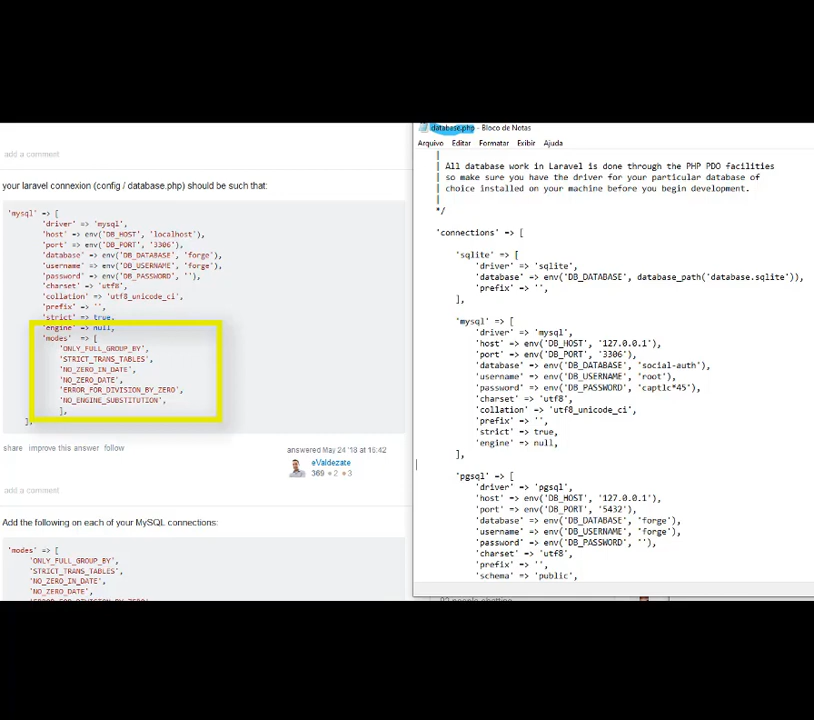 add a comment
your laravel connexion (config / database.php) should be such that:
'mysql' => [
'driver' => 'mysql',
'host' => env('DB_HOST', 'localhost'),
'port' => env('DB_PORT', '3306'),
'database' => env('DB_DATABASE', 'forge'),
'username' => env('DB_USERNAME', 'forge'),
'password' => env('DB_PASSWORD', ''),
'charset' => 'utf8',
'collation' => 'utf8_unicode_ci',
'prefix' => '',
'strict' => true,
'engine' => null,
'modes' => [
'ONLY_FULL_GROUP_BY',
'STRICT_TRANS_TABLES',
'NO_ZERO_IN_DATE',
'NO_ZERO_DATE',
'ERROR_FOR_DIVISION_BY_ZERO',
'NO_ENGINE_SUBSTITUTION',
],
],
share improve this answer follow
answered May 24 '18 at 16:42
eValdezate
369 2 3
add a comment
Add the following on each of your MySQL connections:
'modes' => [
'ONLY_FULL_GROUP_BY',
'STRICT_TRANS_TABLES',
'NO_ZERO_IN_DATE',
'NO_ZERO_DATE',
database.php - Bloco de Notas
Arquivo Editar Formatar Exibir Ajuda
|
| All database work in Laravel is done through the PHP PDO facilities
| so make sure you have the driver for your particular database of
| choice installed on your machine before you begin development.
|
*/
'connections' => [
'sqlite' => [
'driver' => 'sqlite',
'database' => env('DB_DATABASE', database_path('database.sqlite')),
'prefix' => '',
],
'mysql' => [
'driver' => 'mysql',
'host' => env('DB_HOST', '127.0.0.1'),
'port' => env('DB_PORT', '3306'),
'database' => env('DB_DATABASE', 'social-auth'),
'username' => env('DB_USERNAME', 'root'),
'password' => env('DB_PASSWORD', 'captlc*45'),
'charset' => 'utf8',
'collation' => 'utf8_unicode_ci',
'prefix' => '',
'strict' => true,
'engine' => null,
],
'pgsql' => [
'driver' => 'pgsql',
'host' => env('DB_HOST', '127.0.0.1'),
'port' => env('DB_PORT', '5432'),
'database' => env('DB_DATABASE', 'forge'),
'username' => env('DB_USERNAME', 'forge'),
'password' => env('DB_PASSWORD', ''),
'charset' => 'utf8',
'prefix' => '',
'schema' => 'public',